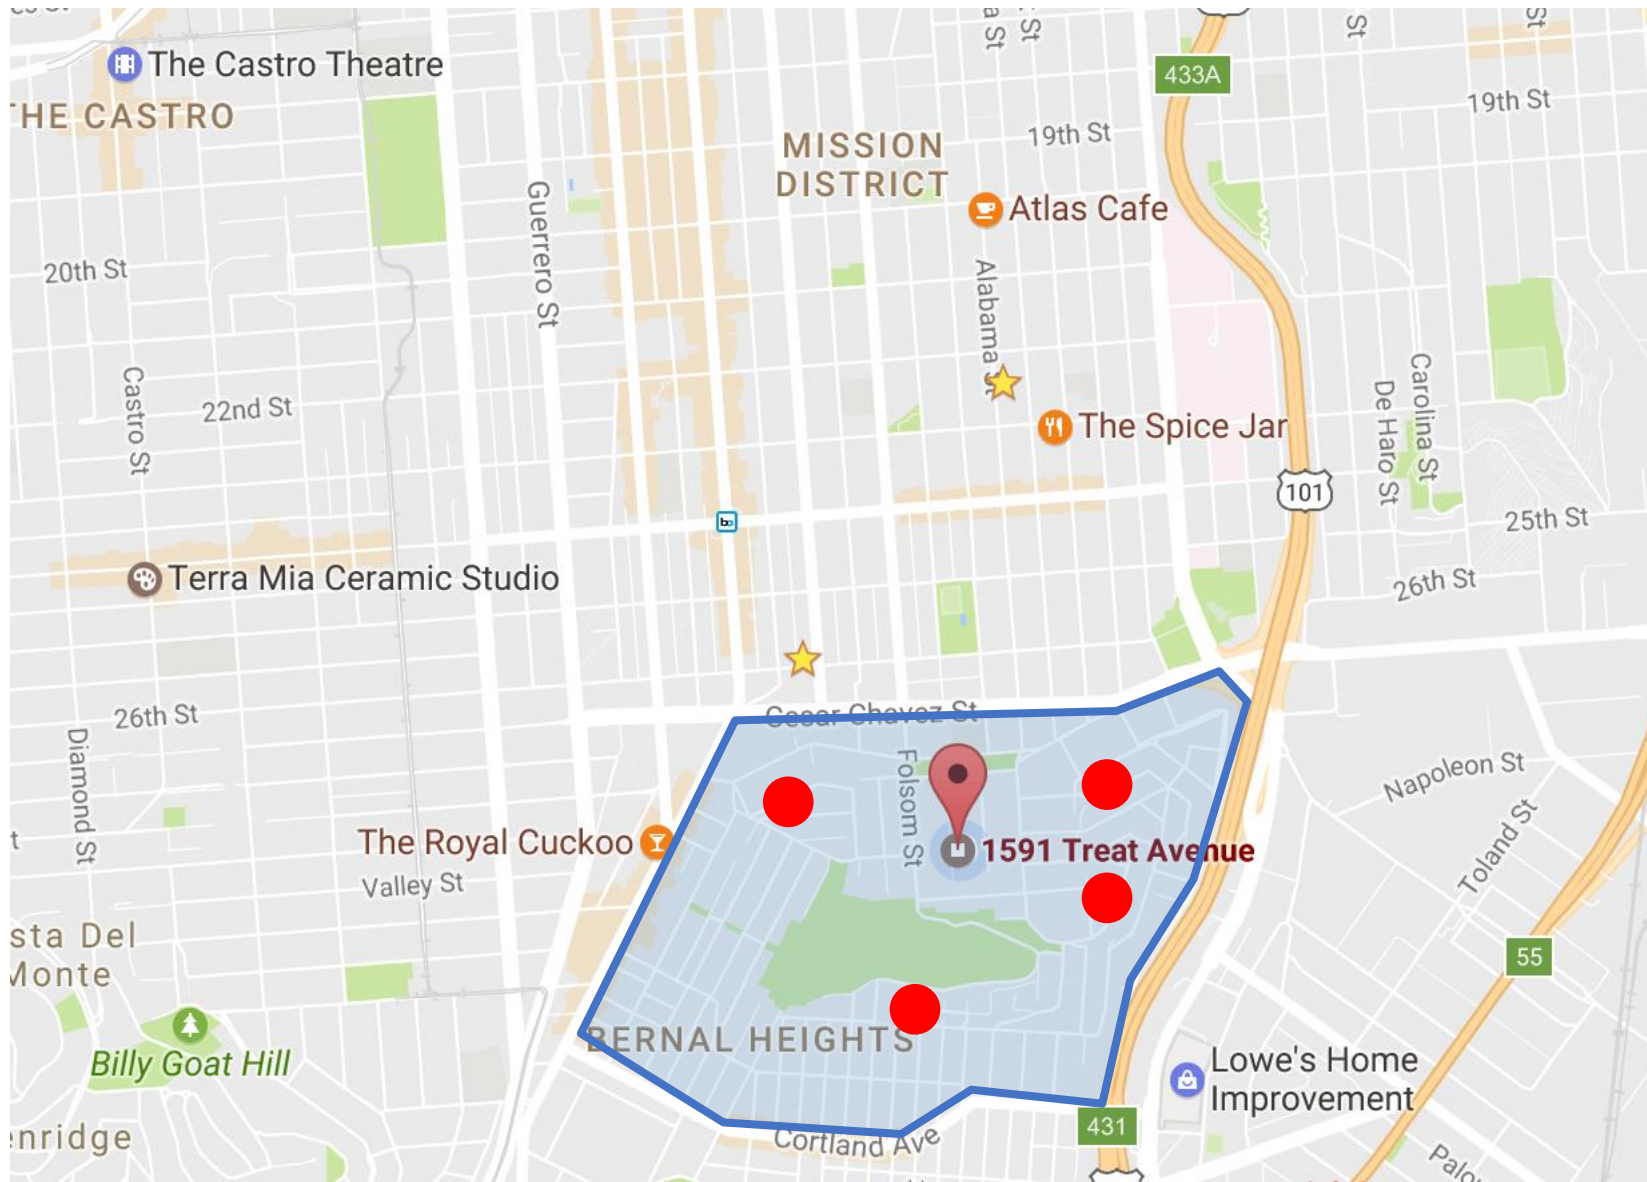 The Castro Theatre
433A
THE CASTRO
19th St
MISSION
DISTRICT
19th St
Guerrero St
Atlas Cafe
20th St
Alabama St
Castro St
22nd St
Carolina St
De Haro St
The Spice Jar
101
25th St
Terra Mia Ceramic Studio
26th St
26th St
Cesar Chavez St
Diamond St
Folsom St
Napoleon St
The Royal Cuckoo
1591 Treat Avenue
Toland St
Valley St
sta Del
Monte
55
BERNAL HEIGHTS
Billy Goat Hill
Lowe's Home
Improvement
431
enridge
Cortland Ave
Palou